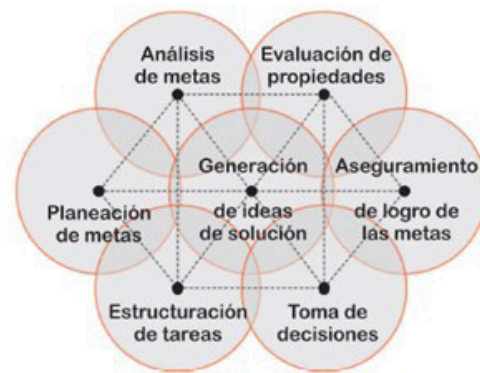 Análisis
de metas
Evaluación de
propiedades
Generación
de ideas
de solución
Aseguramiento
de logro de
las metas
Planeación
de metas
Estructuración
de tareas
Toma de
decisiones